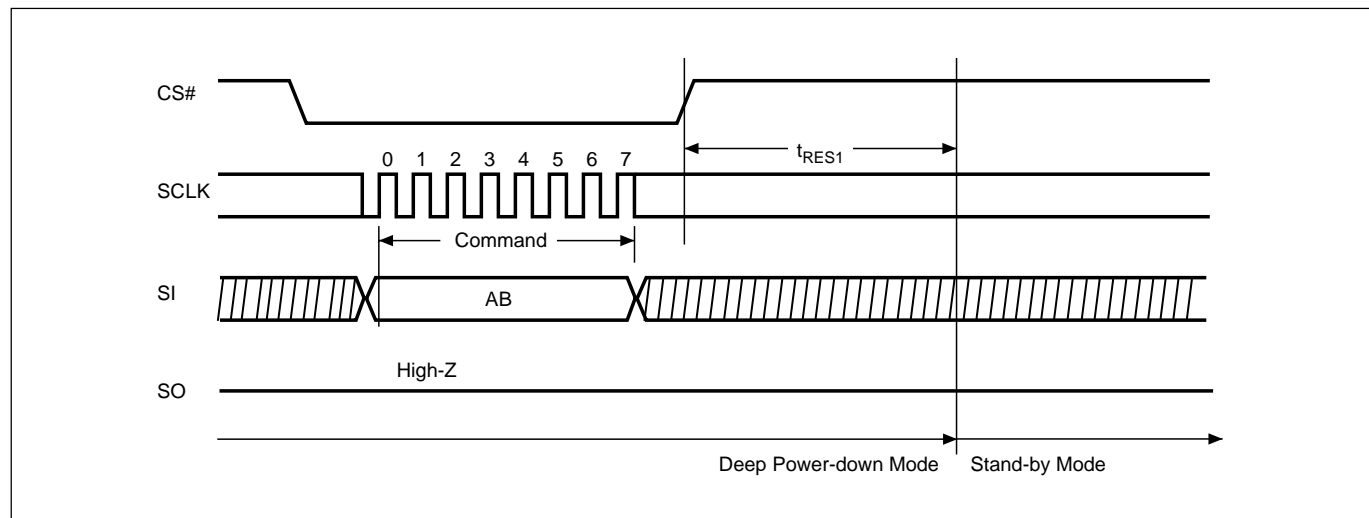 CS#
tRES1
0 1 2 3 4 5 6 7
SCLK
Command
SI
AB
High-Z
SO
Deep Power-down Mode
Stand-by Mode